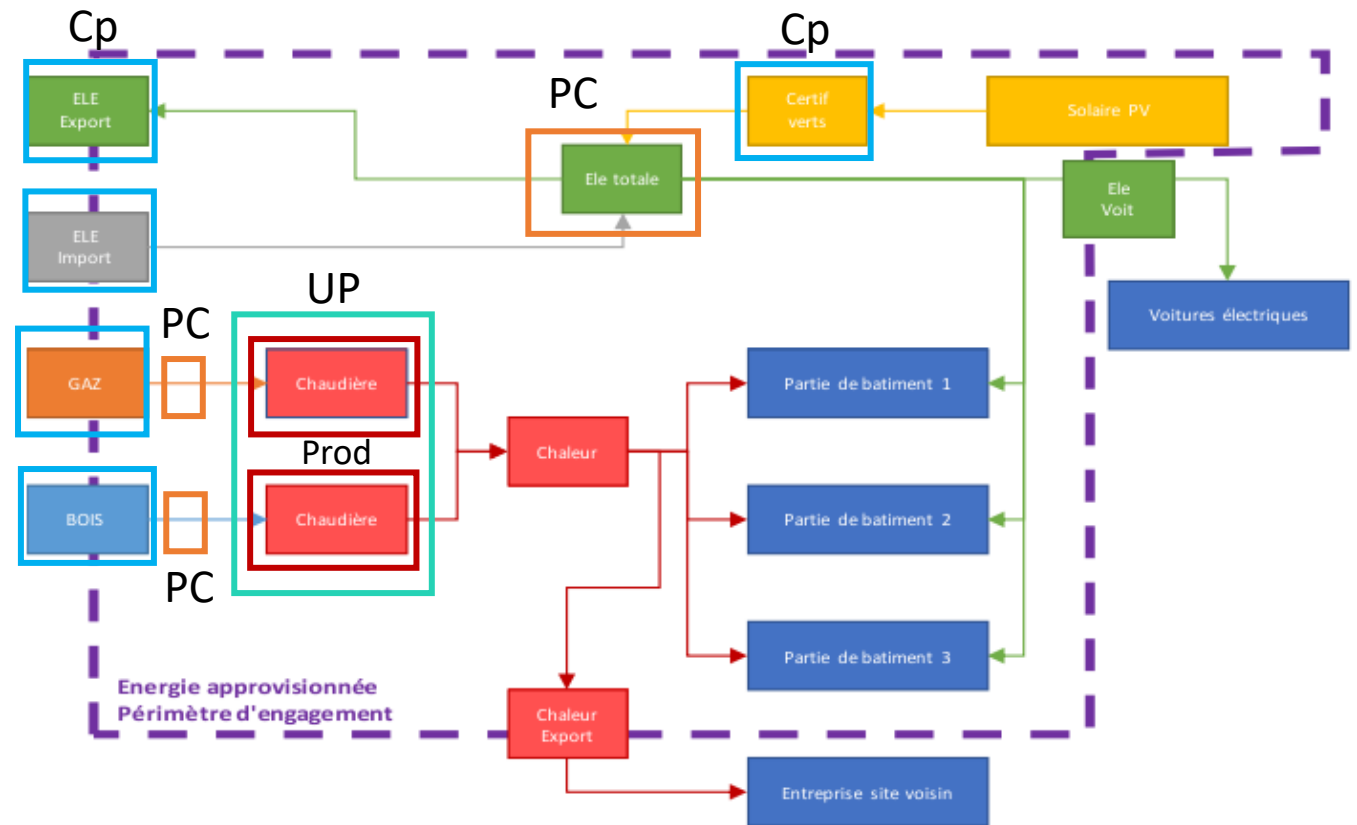 Cp
Cp
ELE
Export
PC
Certif
verts
Solaire PV
Ele totale
Ele
Voit
ELE
Import
UP
Voitures électriques
PC
GAZ
Chaudière
Partie de batiment 1
Prod
Chaleur
BOIS
Chaudière
Partie de batiment 2
PC
Partie de batiment 3
Energie approvisionnée
Périmètre d'engagement
Chaleur
Export
Entreprise site voisin